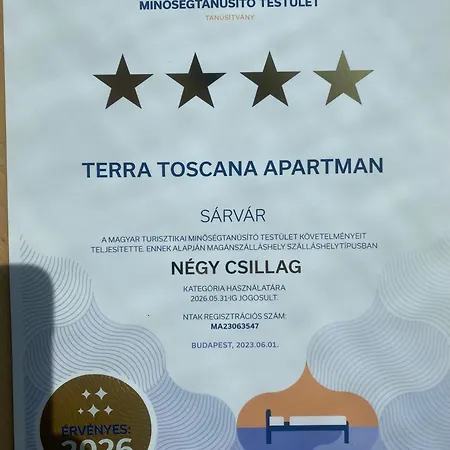 MINŐSÉGTANÚSÍTÓ TESTÜLET
TANÚSÍTVÁNY
TERRA TOSCANA APARTMAN
SÁRVÁR
A MAGYAR TURISZTIKAI MINŐSÉGTANÚSÍTÓ TESTÜLET KÖVETELMÉNYEIT
TELJESÍTETTE. ENNEK ALAPJÁN MAGÁNSZÁLLÁSHELY SZÁLLÁSHELYTÍPUSBAN
NÉGY CSILLAG
KATEGÓRIA HASZNÁLATÁRA
2026.05.31-IG JOGOSULT.
NTAK REGISZTRÁCIÓS SZÁM:
MA23063547
BUDAPEST, 2023.06.01.
ÉRVÉNYES:
2026